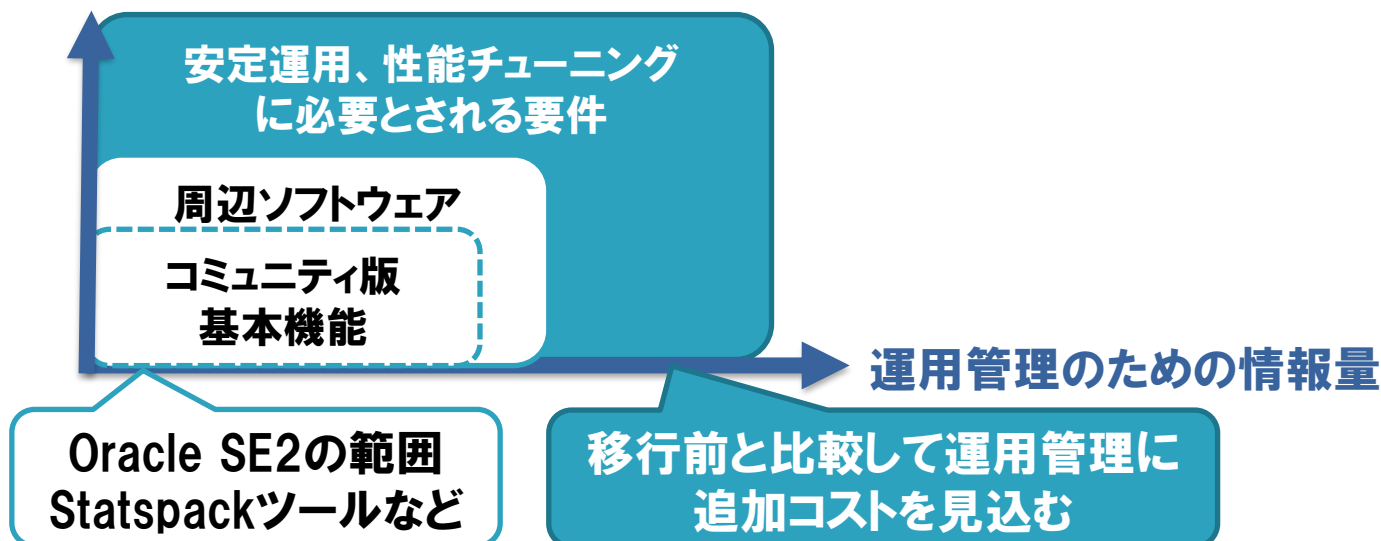 安定運用、性能チューニング
に必要とされる要件
周辺ソフトウェア
コミュニティ版
基本機能
運用管理のための情報量
Oracle SE2の範囲
Statspackツールなど
移行前と比較して運用管理に
追加コストを見込む